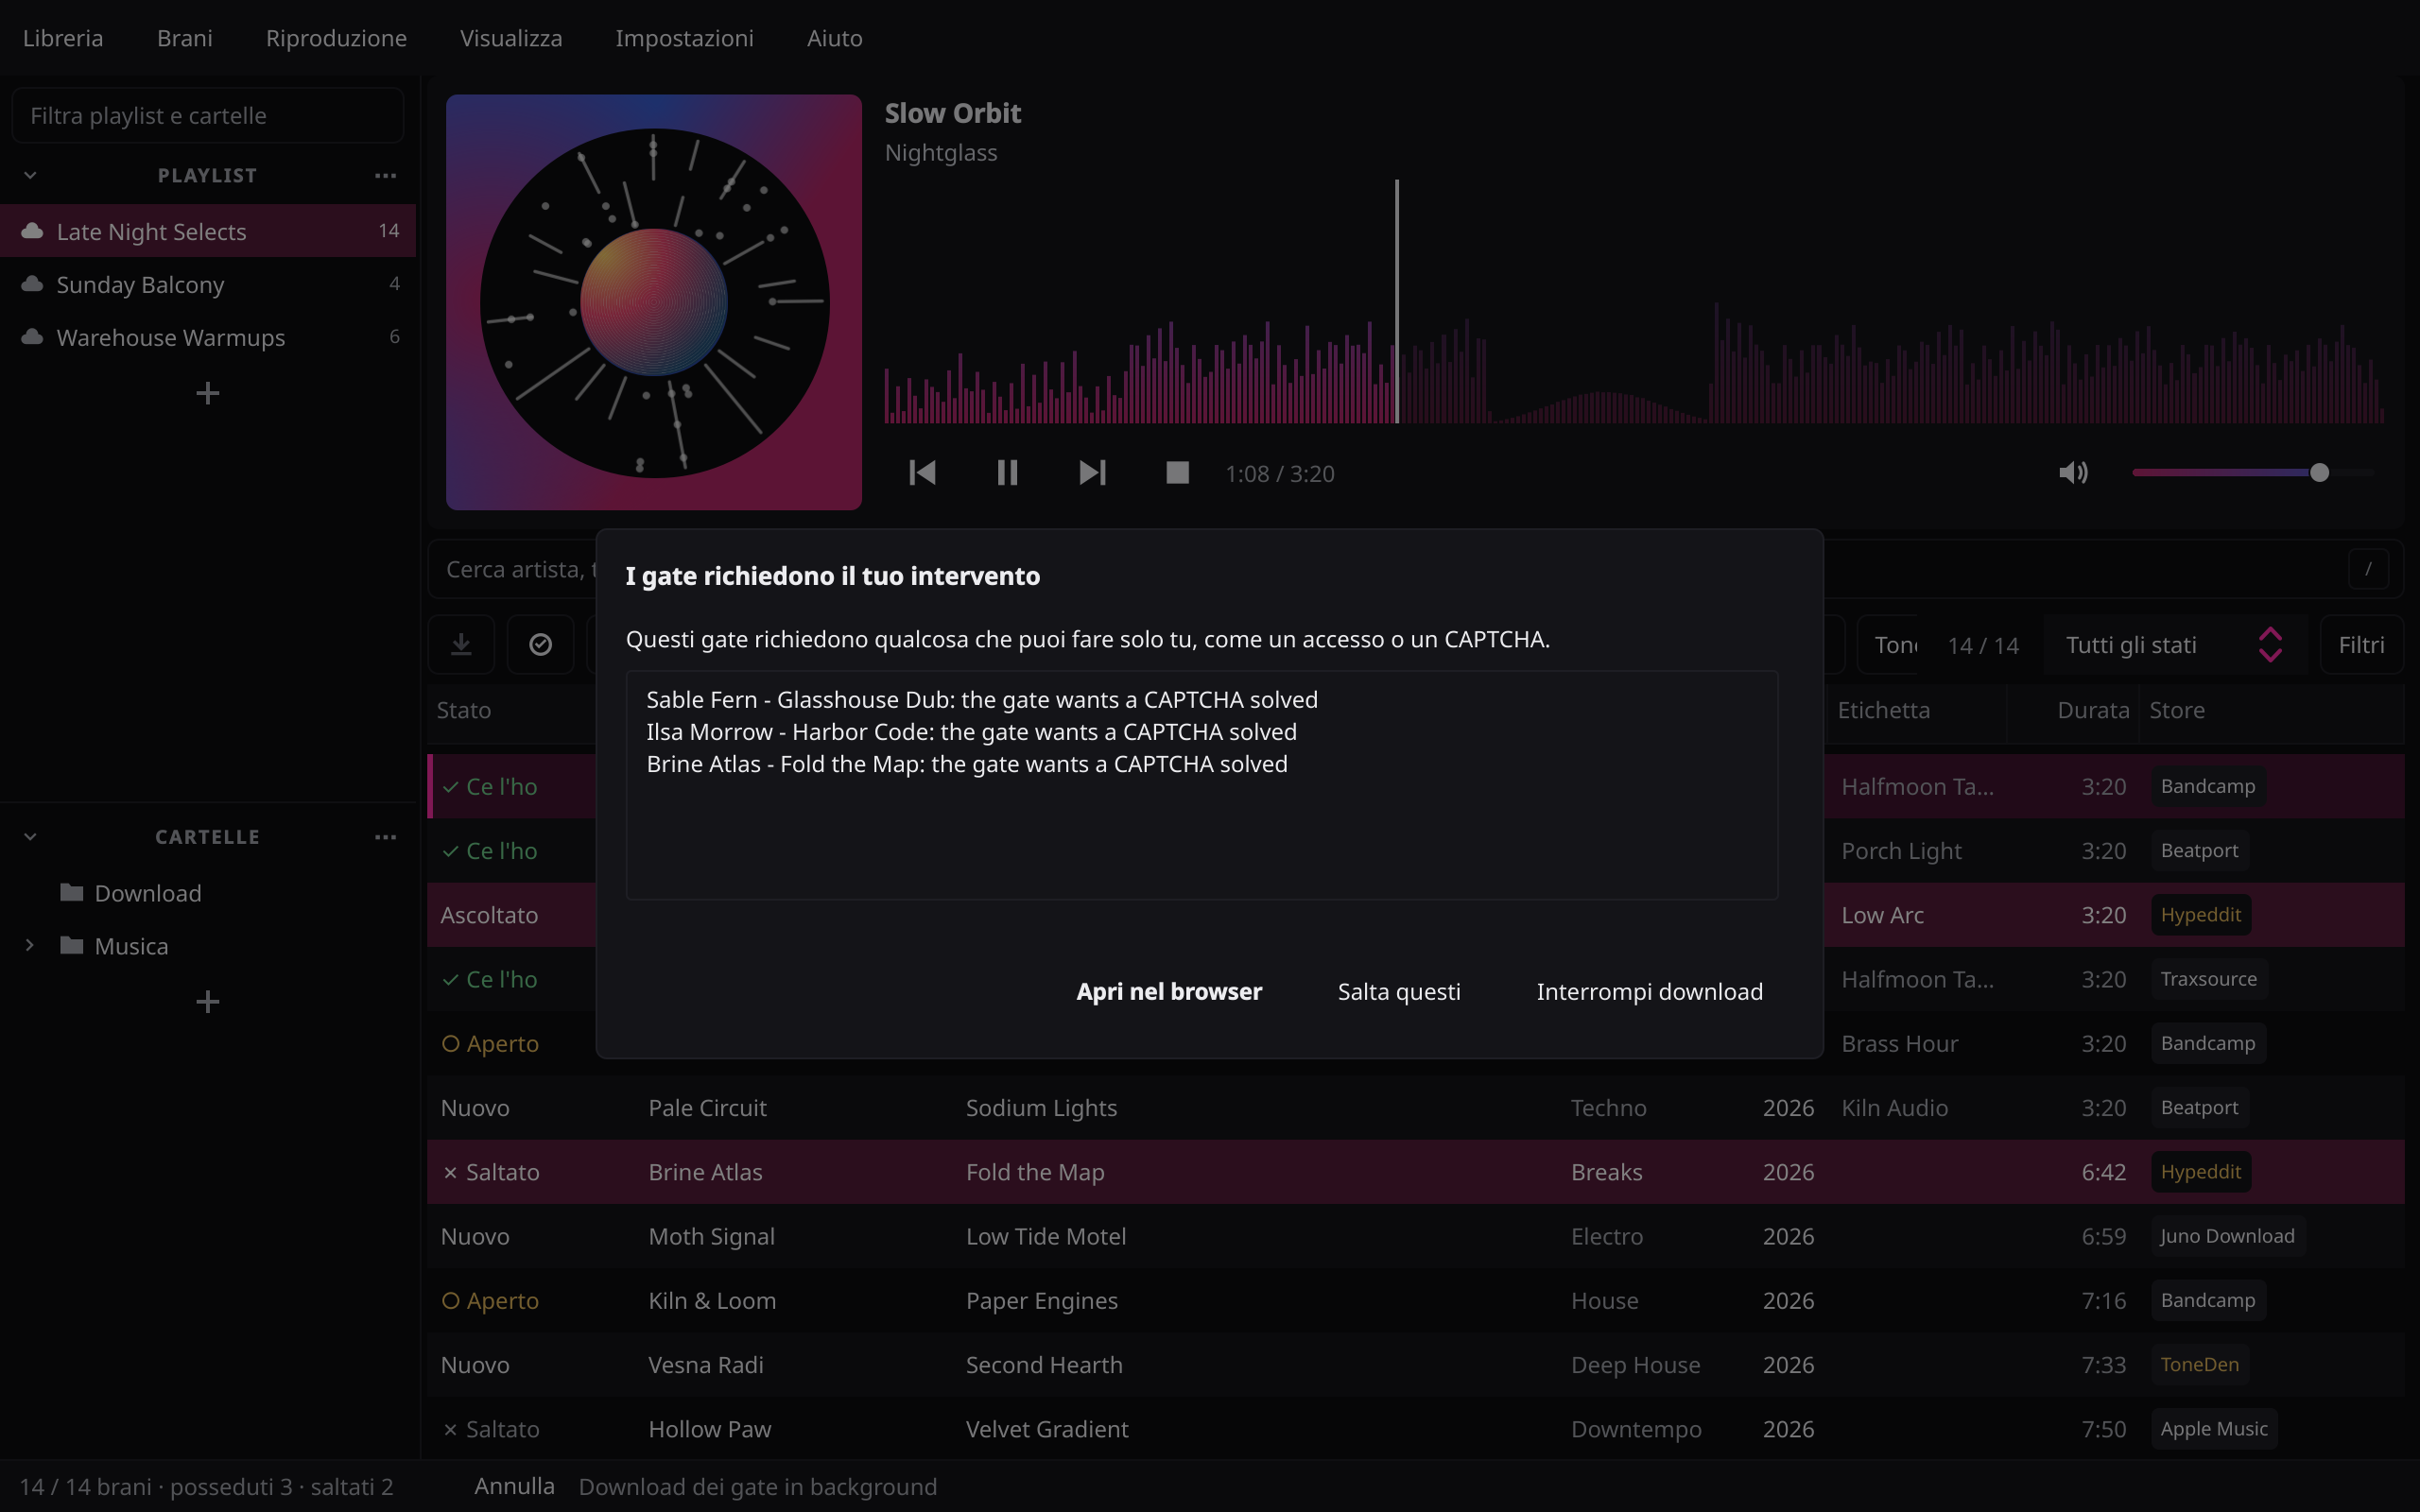 Libreria Brani Riproduzione Visualizza Impostazioni Aiuto
Filtra playlist e cartelle
PLAYLIST
Late Night Selects 14
Sunday Balcony 4
Warehouse Warmups 6
CARTELLE
Download
Musica
Slow Orbit
Nightglass
1:08 / 3:20
Cerca artista,
/
14 / 14 Tutti gli stati Filtri
Stato Etichetta Durata Store
✓ Ce l'ho Halfmoon Ta... 3:20 Bandcamp
✓ Ce l'ho Porch Light 3:20 Beatport
Ascoltato Low Arc 3:20 Hypeddit
✓ Ce l'ho Halfmoon Ta... 3:20 Traxsource
Aperto Brass Hour 3:20 Bandcamp
Nuovo Pale Circuit Sodium Lights Techno 2026 Kiln Audio 3:20 Beatport
× Saltato Brine Atlas Fold the Map Breaks 2026 6:42 Hypeddit
Nuovo Moth Signal Low Tide Motel Electro 2026 6:59 Juno Download
Aperto Kiln & Loom Paper Engines House 2026 7:16 Bandcamp
Nuovo Vesna Radi Second Hearth Deep House 2026 7:33 ToneDen
× Saltato Hollow Paw Velvet Gradient Downtempo 2026 7:50 Apple Music
I gate richiedono il tuo intervento
Questi gate richiedono qualcosa che puoi fare solo tu, come un accesso o un CAPTCHA.
Sable Fern - Glasshouse Dub: the gate wants a CAPTCHA solved
Ilsa Morrow - Harbor Code: the gate wants a CAPTCHA solved
Brine Atlas - Fold the Map: the gate wants a CAPTCHA solved
Apri nel browser Salta questi Interrompi download
14 / 14 brani · posseduti 3 · saltati 2 Annulla Download dei gate in background